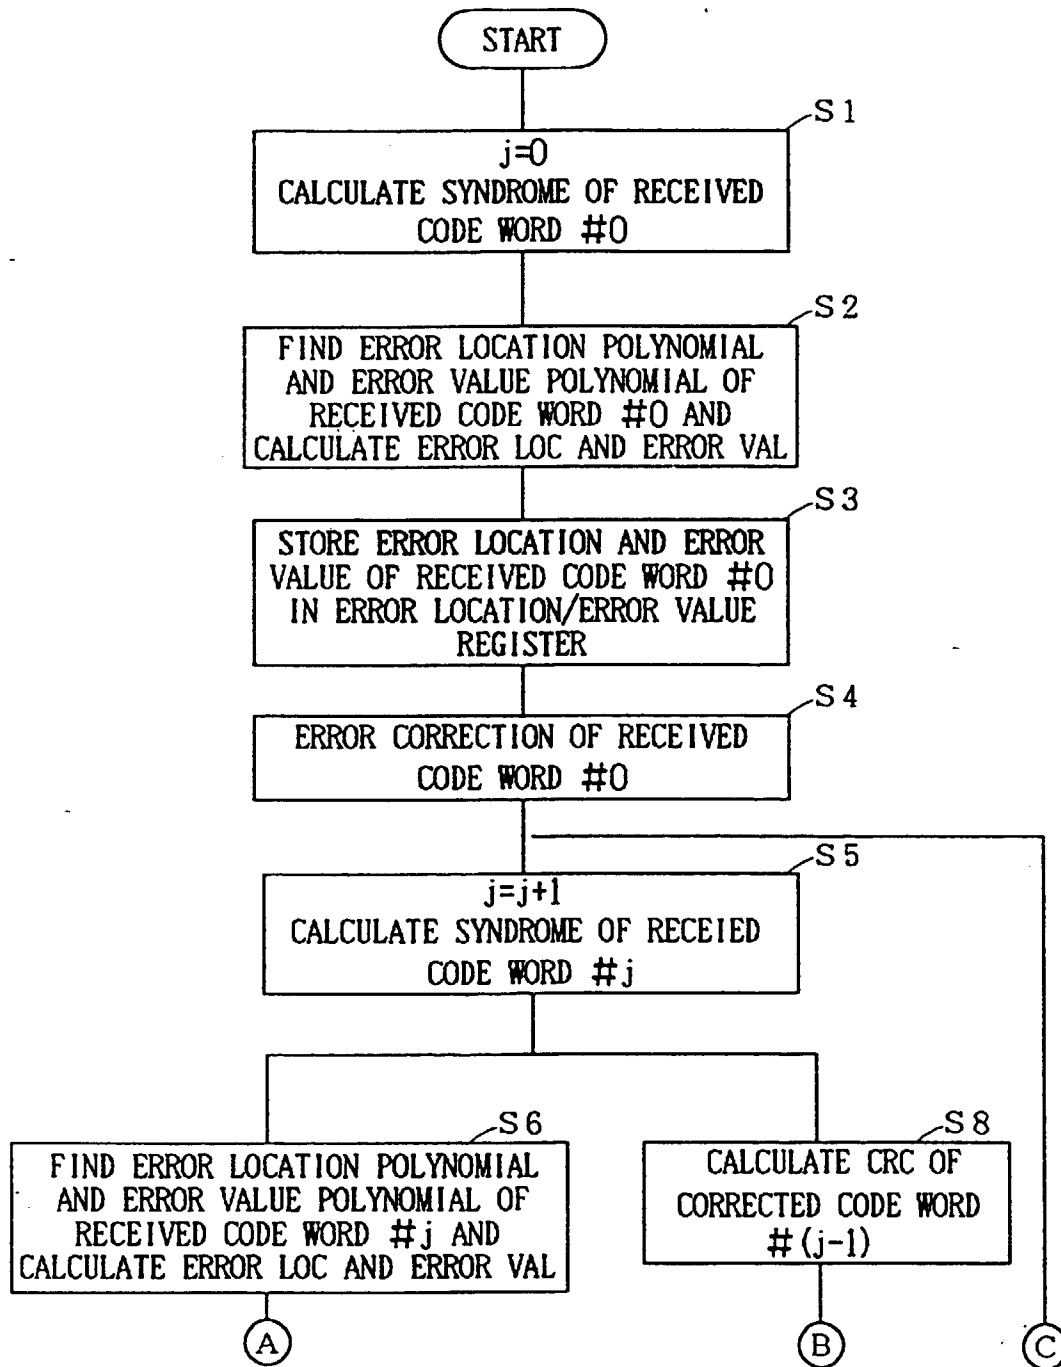 START
S1
j=0
CALCULATE SYNDROME OF RECEIVED
CODE WORD #0
S2
FIND ERROR LOCATION POLYNOMIAL
AND ERROR VALUE POLYNOMIAL OF
RECEIVED CODE WORD #0 AND
CALCULATE ERROR LOC AND ERROR VAL
S3
STORE ERROR LOCATION AND ERROR
VALUE OF RECEIVED CODE WORD #0
IN ERROR LOCATION/ERROR VALUE
REGISTER
S4
ERROR CORRECTION OF RECEIVED
CODE WORD #0
S5
j=j+1
CALCULATE SYNDROME OF RECEIED
CODE WORD #j
S6
FIND ERROR LOCATION POLYNOMIAL
AND ERROR VALUE POLYNOMIAL OF
RECEIVED CODE WORD #j AND
CALCULATE ERROR LOC AND ERROR VAL
S8
CALCULATE CRC OF
CORRECTED CODE WORD
#(j-1)
A
B
C